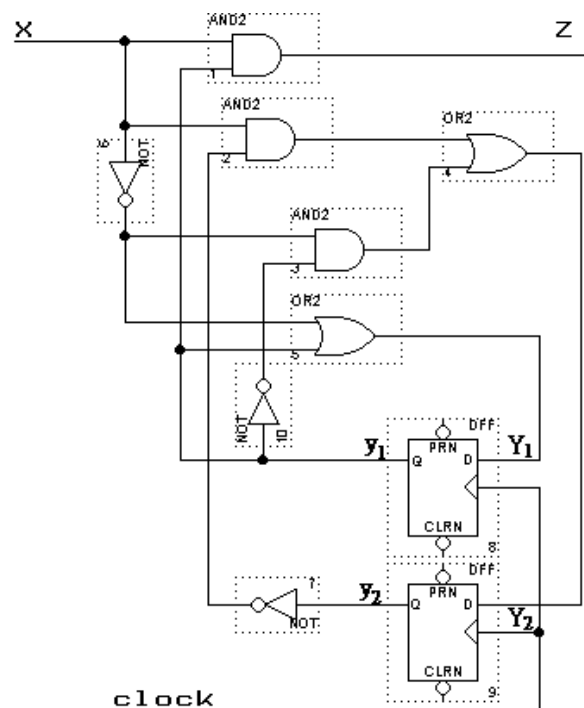 X
AND2
Z
1
AND2
2
OR2
4
6
NOT
AND2
3
OR2
5
NOT
10
DFF
y1
Y1
PRN
Q
D
CLRN
8
DFF
7
y2
PRN
Q
D
NOT
Y2
CLRN
9
clock